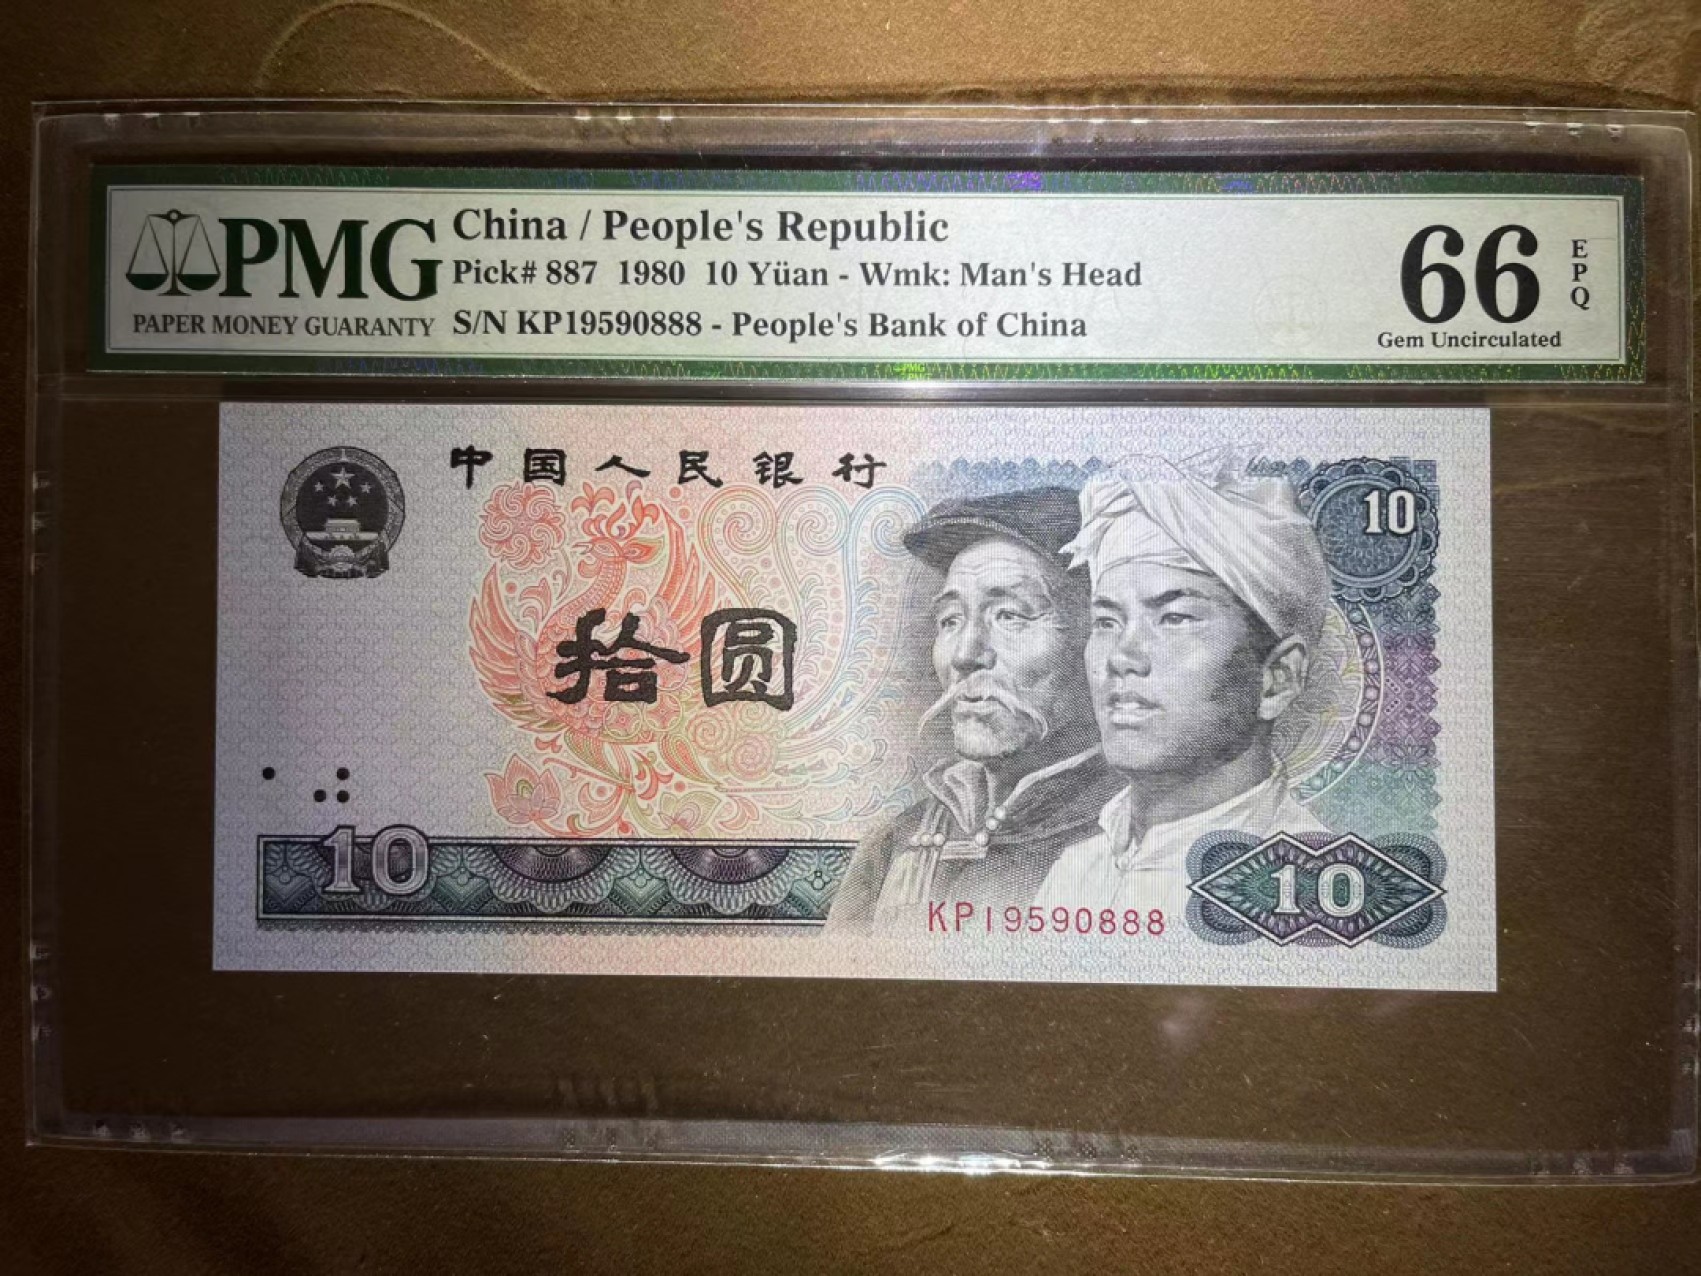 PMG
PAPER MONEY GUARANTY
China / People's Republic
Pick# 887 1980 10 Yüan - Wmk: Man's Head
S/N KP19590888 - People's Bank of China
66
EPQ
Gem Uncirculated
中国人民银行
10
拾圆
10
KP19590888
10